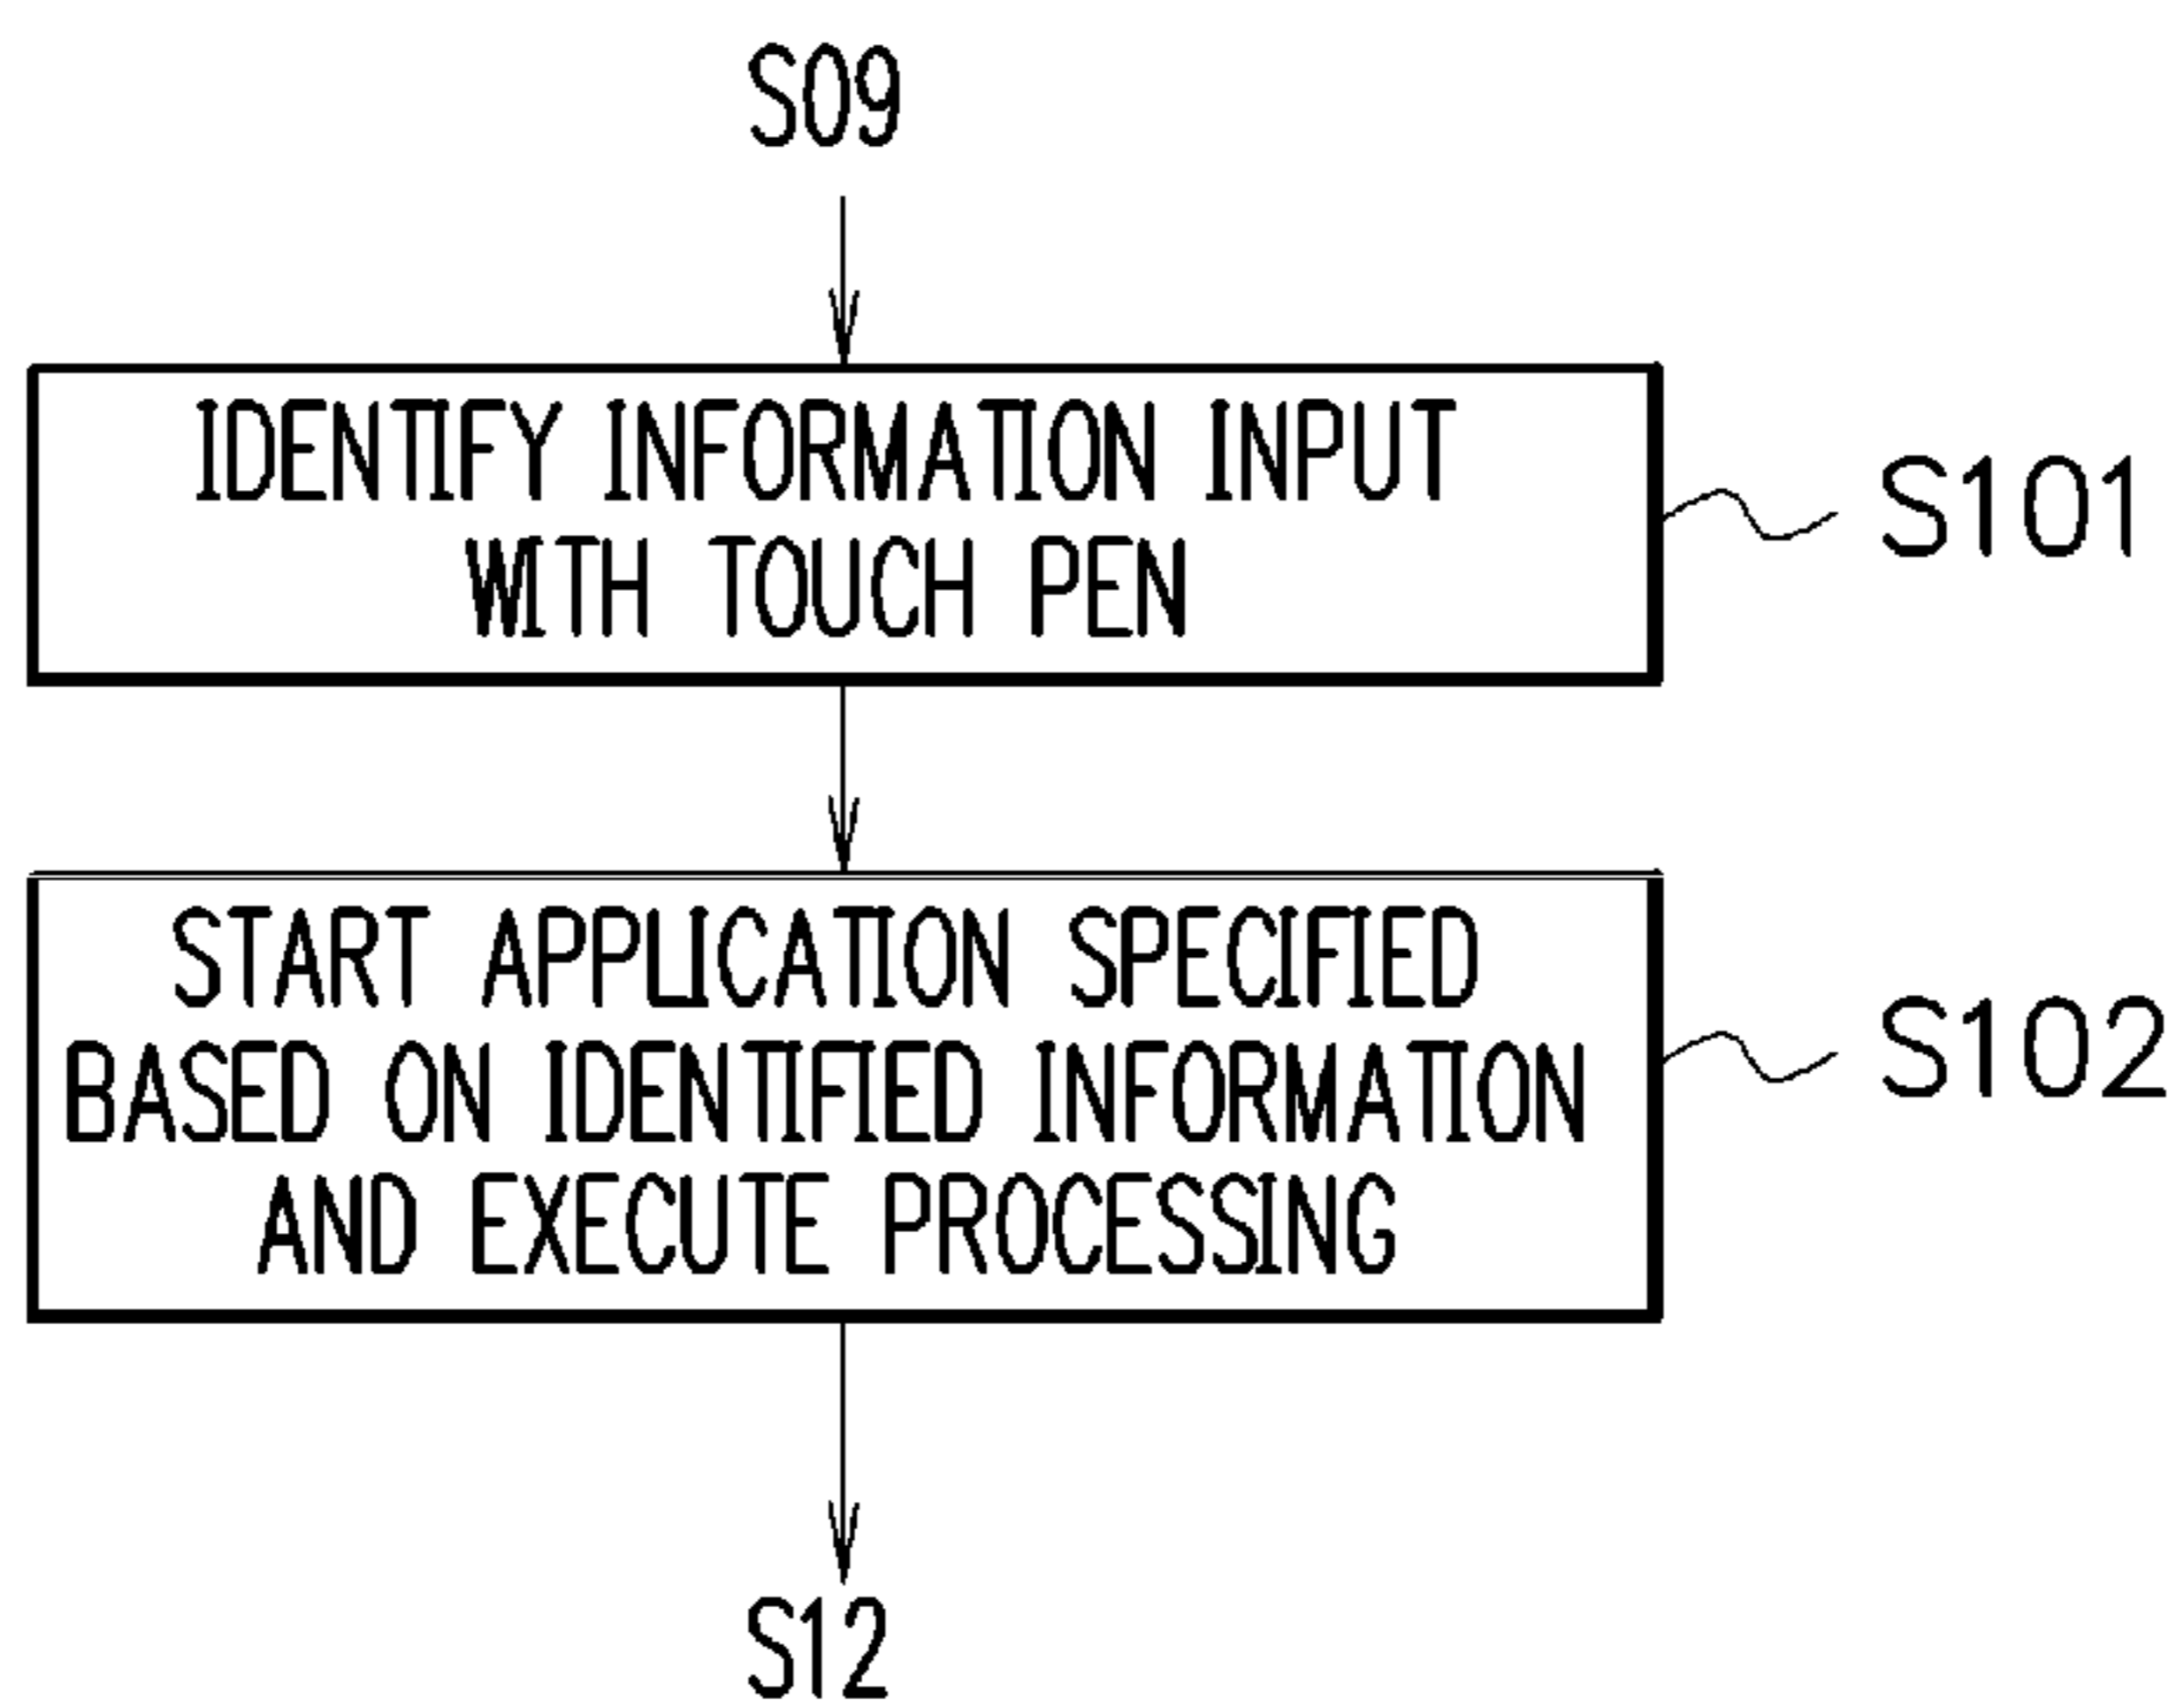 S09
IDENTIFY INFORMATION INPUT
WITH TOUCH PEN
S101
START APPLICATION SPECIFIED
BASED ON IDENTIFIED INFORMATION
AND EXECUTE PROCESSING
S102
S12